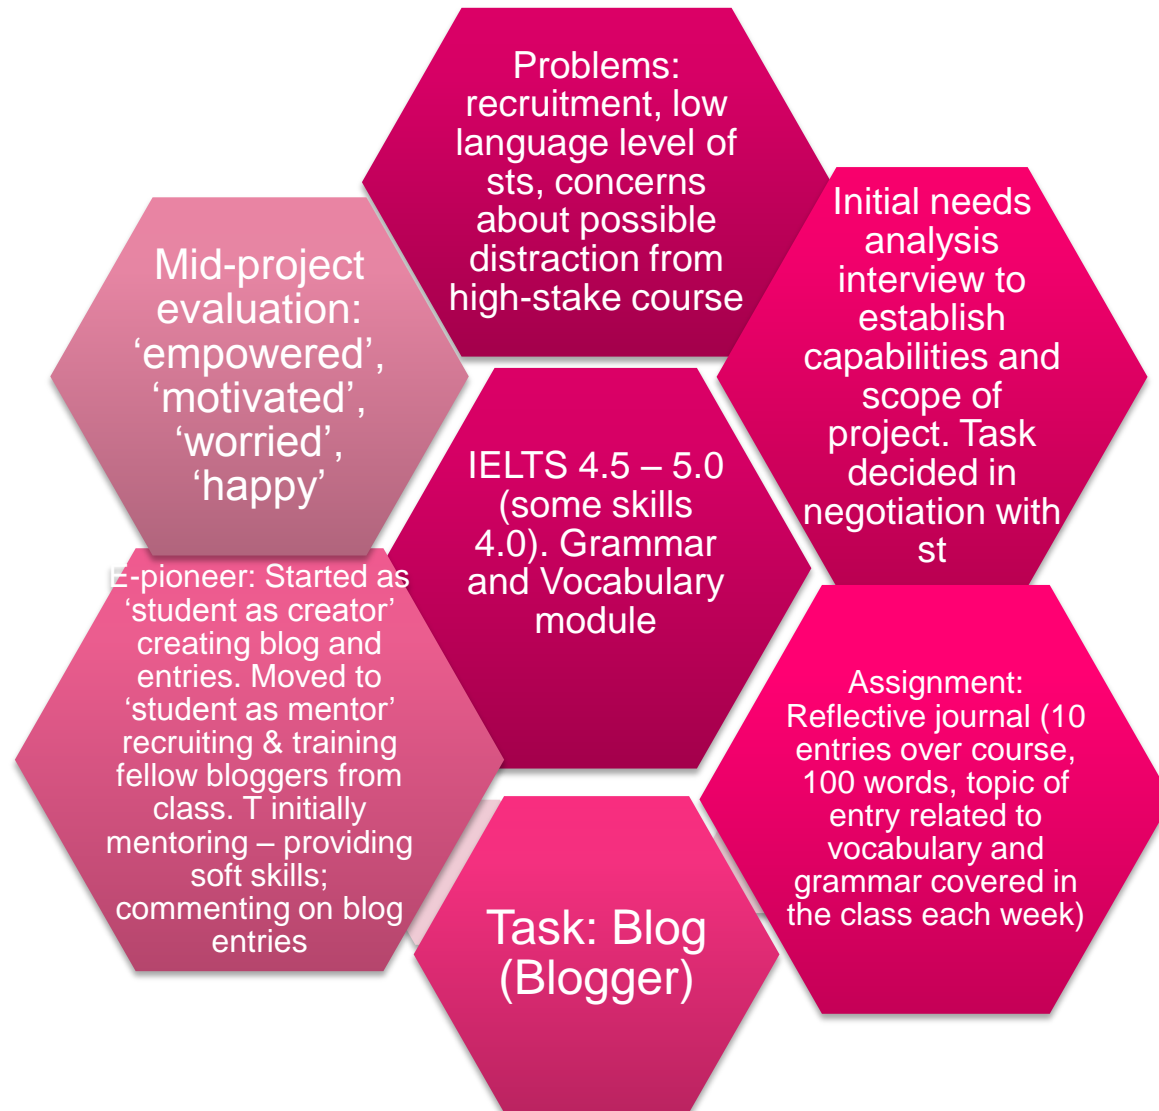 Problems:
recruitment, low
language level of
sts, concerns
about possible
distraction from
high-stake course
Initial needs
analysis
interview to
establish
capabilities and
scope of
project. Task
decided in
negotiation with
st
Mid-project
evaluation:
‘empowered’,
‘motivated’,
‘worried’,
‘happy’
IELTS 4.5 – 5.0
(some skills
4.0). Grammar
and Vocabulary
module
E-pioneer: Started as
‘student as creator’
creating blog and
entries. Moved to
‘student as mentor’
recruiting & training
fellow bloggers from
class. T initially
mentoring – providing
soft skills;
commenting on blog
entries
Assignment:
Reflective journal (10
entries over course,
100 words, topic of
entry related to
vocabulary and
grammar covered in
the class each week)
Task: Blog
(Blogger)